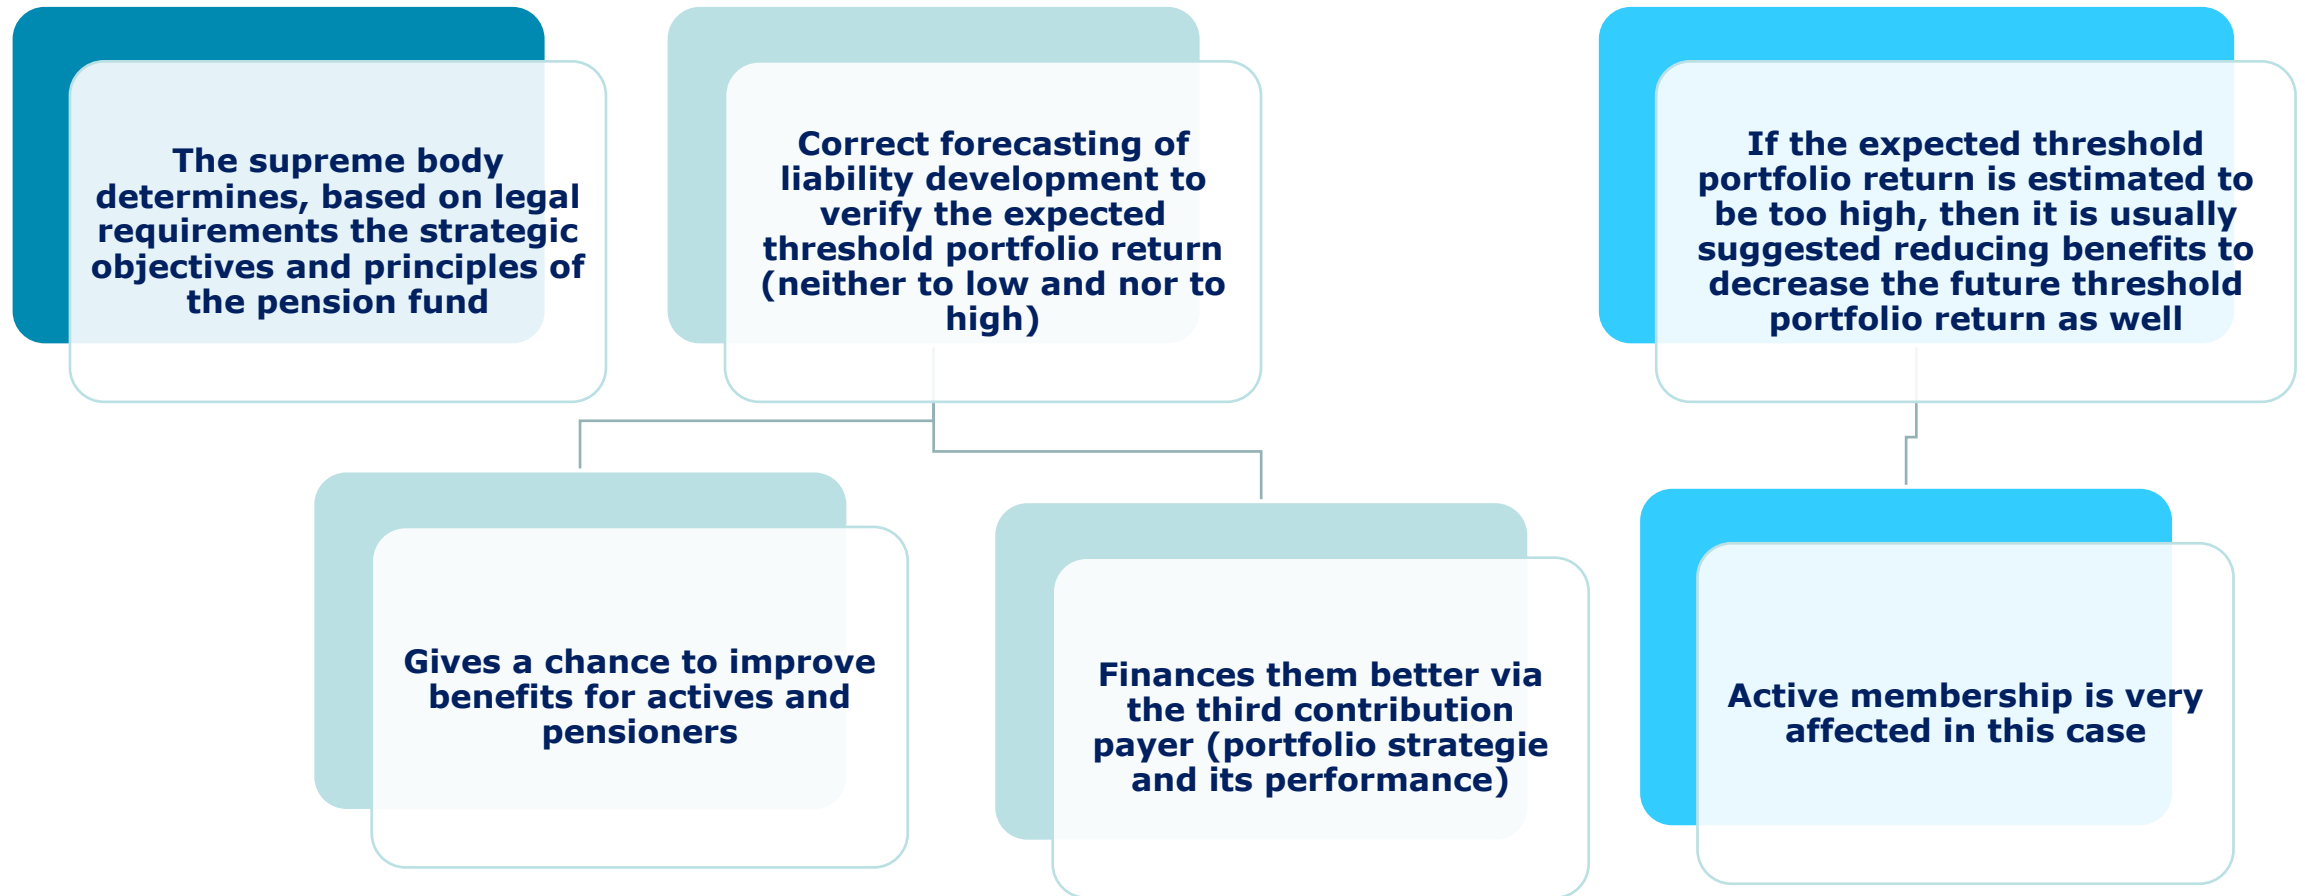 The supreme body
determines, based on legal
requirements the strategic
objectives and principles of
the pension fund
Correct forecasting of
liability development to
verify the expected
threshold portfolio return
(neither to low and nor to
high)
If the expected threshold
portfolio return is estimated to
be too high, then it is usually
suggested reducing benefits to
decrease the future threshold
portfolio return as well
Gives a chance to improve
benefits for actives and
pensioners
Finances them better via
the third contribution
payer (portfolio strategie
and its performance)
Active membership is very
affected in this case